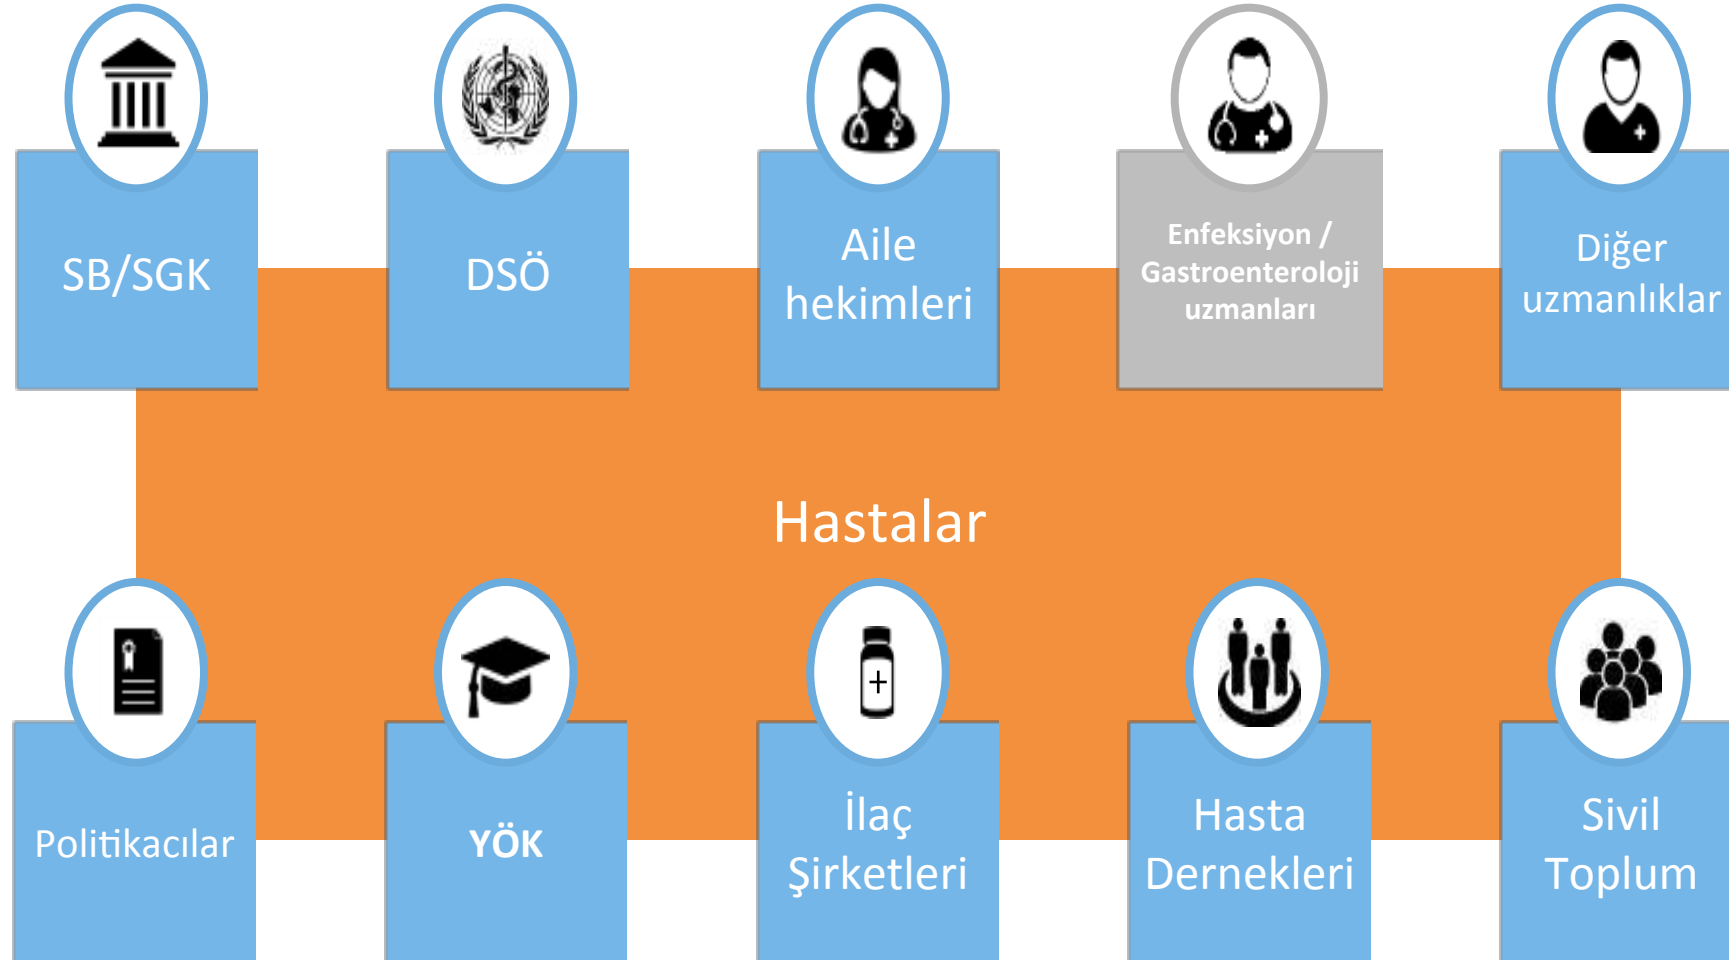 SB/SGK
DSÖ
Aile
hekimleri
Enfeksiyon /
Gastroenteroloji
uzmanları
Diğer
uzmanlıklar
Hastalar
Politikacılar
YÖK
İlaç
Şirketleri
Hasta
Dernekleri
Sivil
Toplum